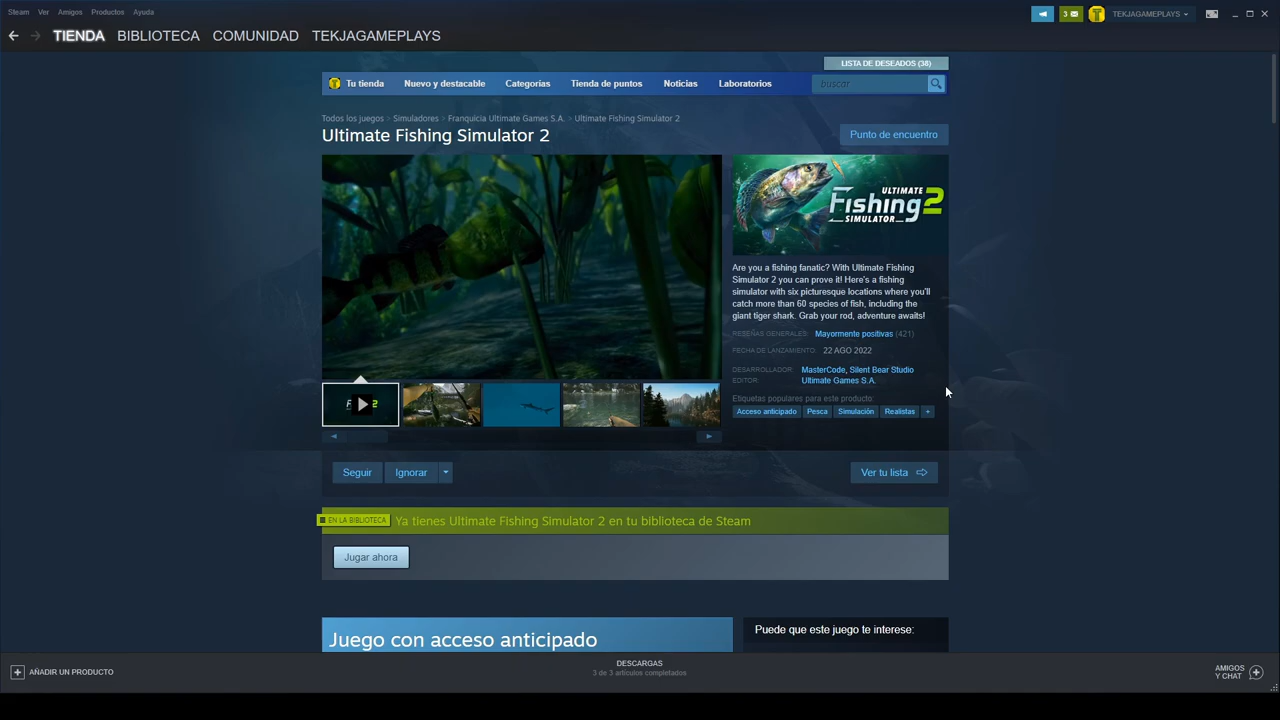 Steam Ver Amigos Productos Ayuda
3 TEKJAGAMEPLAYS
TIENDA BIBLIOTECA COMUNIDAD TEKJAGAMEPLAYS
LISTA DE DESEADOS (38)
Tu tienda Nuevo y destacable Categorías Tienda de puntos Noticias Laboratorios buscar
Todos los juegos > Simuladores > Franquicia Ultimate Games S.A. > Ultimate Fishing Simulator 2
Ultimate Fishing Simulator 2
Punto de encuentro
ULTIMATE
Fishing 2
SIMULATOR
Are you a fishing fanatic? With Ultimate Fishing
Simulator 2 you can prove it! Here's a fishing
simulator with six picturesque locations where you'll
catch more than 60 species of fish, including the
giant tiger shark. Grab your rod, adventure awaits!
RESEÑAS GENERALES: Mayormente positivas (421)
FECHA DE LANZAMIENTO: 22 AGO 2022
DESARROLLADOR: MasterCode, Silent Bear Studio
EDITOR: Ultimate Games S.A.
Etiquetas populares para este producto:
Acceso anticipado Pesca Simulación Realistas +
Seguir Ignorar Ver tu lista
EN LA BIBLIOTECA Ya tienes Ultimate Fishing Simulator 2 en tu biblioteca de Steam
Jugar ahora
Juego con acceso anticipado
Puede que este juego te interese:
AÑADIR UN PRODUCTO
DESCARGAS
3 de 3 artículos completados
AMIGOS
Y CHAT